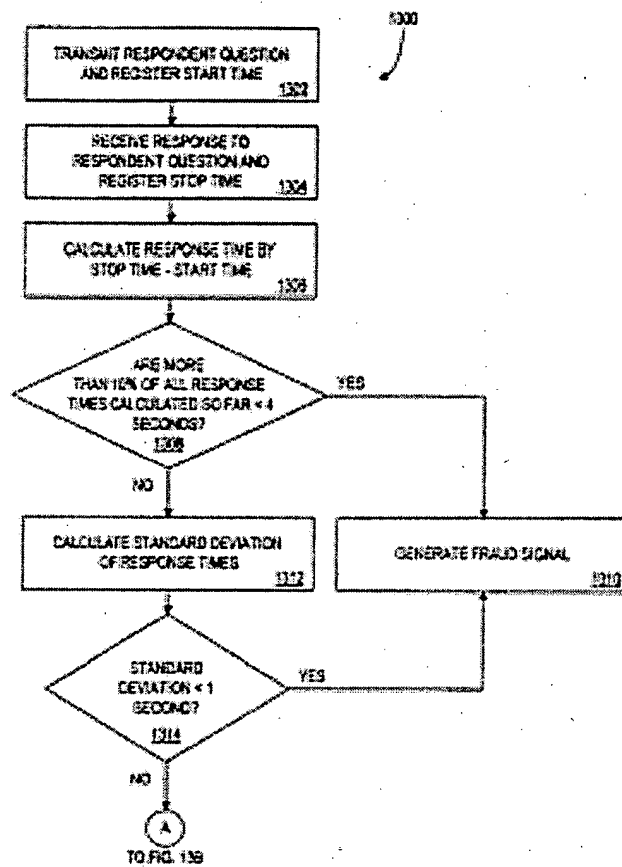 1300
TRANSMIT RESPONDENT QUESTION
AND REGISTER START TIME
1302
RECEIVE RESPONSE TO
RESPONDENT QUESTION AND
REGISTER STOP TIME
1304
CALCULATE RESPONSE TIME BY
STOP TIME - START TIME
1306
ARE MORE
THAN 10% OF ALL RESPONSE
TIMES CALCULATED SO FAR < 4
SECONDS?
1308
YES
NO
CALCULATE STANDARD DEVIATION
OF RESPONSE TIMES
1312
GENERATE FRAUD SIGNAL
1310
STANDARD
DEVIATION < 1
SECOND?
1314
YES
NO
A
TO FIG. 13B